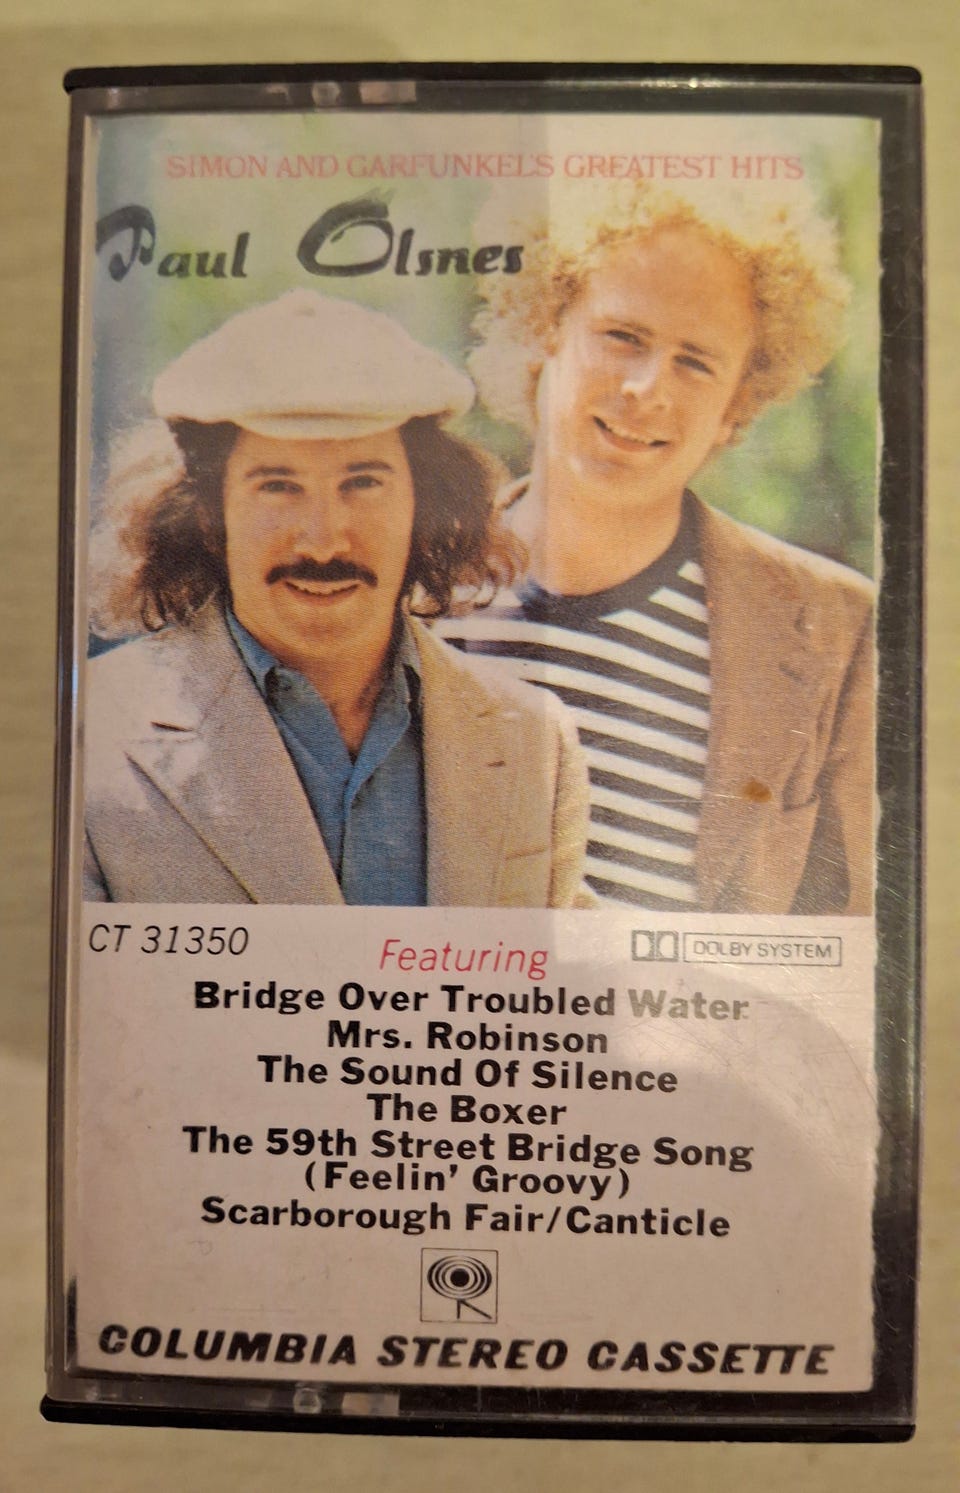 SIMON AND GARFUNKEL'S GREATEST HITS
Paul Olsnes
CT 31350
Featuring
DOLBY SYSTEM
Bridge Over Troubled Water
Mrs. Robinson
The Sound Of Silence
The Boxer
The 59th Street Bridge Song
(Feelin' Groovy)
Scarborough Fair/Canticle
COLUMBIA STEREO CASSETTE